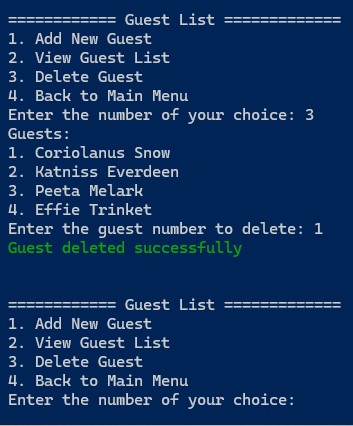 ============ Guest List =============
1. Add New Guest
2. View Guest List
3. Delete Guest
4. Back to Main Menu
Enter the number of your choice: 3
Guests:
1. Coriolanus Snow
2. Katniss Everdeen
3. Peeta Melark
4. Effie Trinket
Enter the guest number to delete: 1
Guest deleted successfully
============ Guest List =============
1. Add New Guest
2. View Guest List
3. Delete Guest
4. Back to Main Menu
Enter the number of your choice: